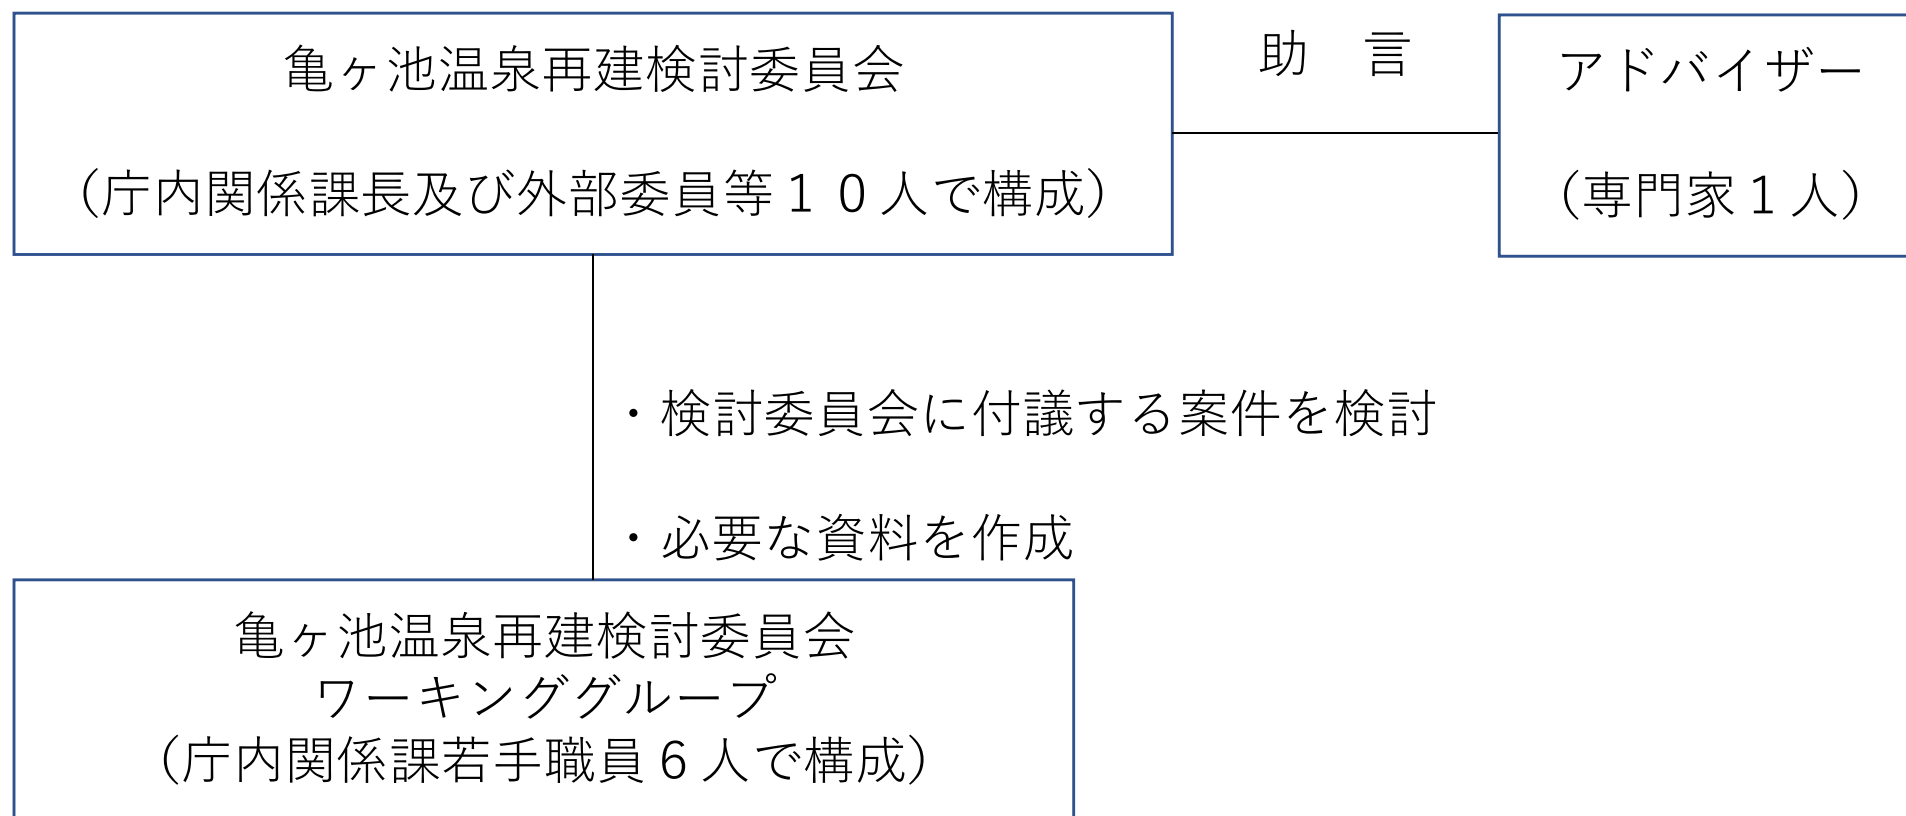 亀ヶ池温泉再建検討委員会
（庁内関係課長及び外部委員等１０人で構成）
助　言
アドバイザー
（専門家１人）
・検討委員会に付議する案件を検討
・必要な資料を作成
亀ヶ池温泉再建検討委員会
ワーキンググループ
（庁内関係課若手職員６人で構成）